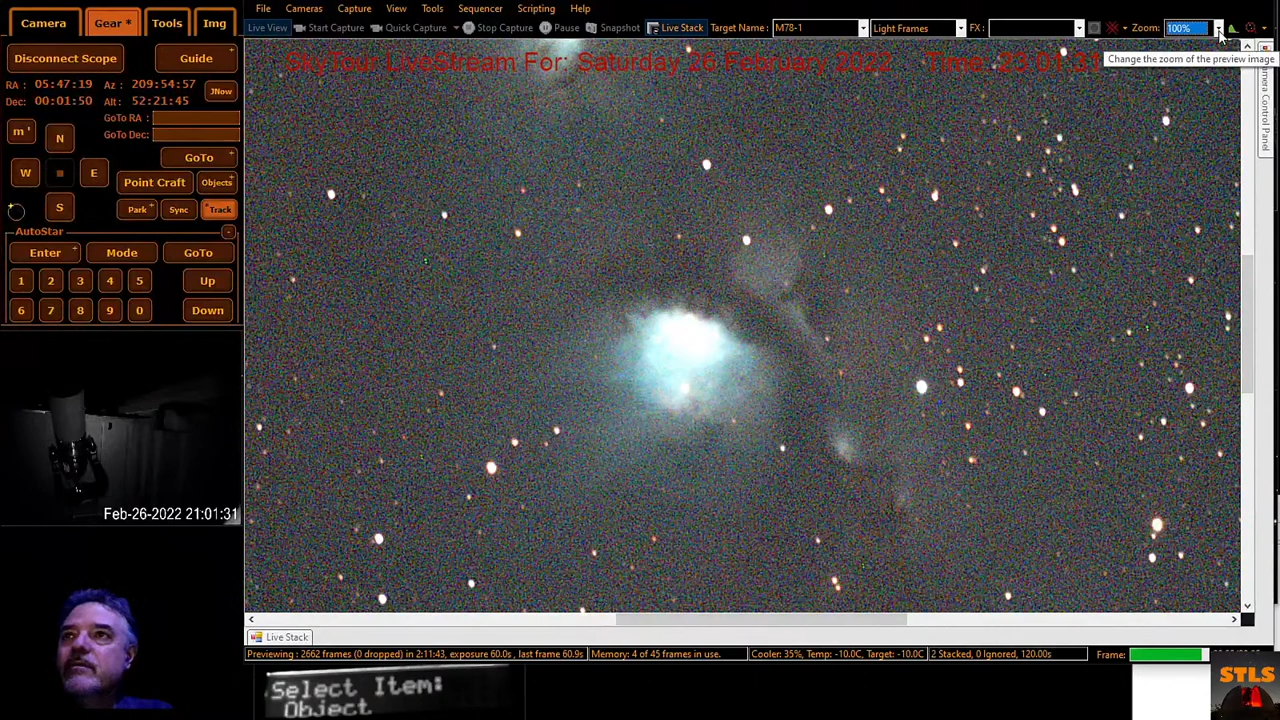 Camera Gear * Tools Img
File Cameras Capture View Tools Sequencer Scripting Help
Live View Start Capture Quick Capture Stop Capture Pause Snapshot Live Stack Target Name : M78-1 Light Frames FX : Zoom: 100%
Change the zoom of the preview image
SkyTour LiveStream For: Saturday 26 February 2022 Time: 23.01.31
Camera Control Panel
Disconnect Scope Guide
RA : 05:47:19 Az : 209:54:57
Dec: 00:01:50 Alt : 52:21:45
JNow
GoTo RA :
GoTo Dec:
m '
N
GoTo
W E
Point Craft Objects
S
Park Sync Track
AutoStar
-
Enter Mode GoTo
1 2 3 4 5 Up
6 7 8 9 0 Down
Feb-26-2022 21:01:31
Live Stack
Previewing : 2662 frames (0 dropped) in 2:11:43, exposure 60.0s , last frame 60.9s Memory: 4 of 45 frames in use. Cooler: 35%, Temp: -10.0C, Target: -10.0C 2 Stacked, 0 Ignored, 120.00s Frame:
Select Item:
Object
STLS